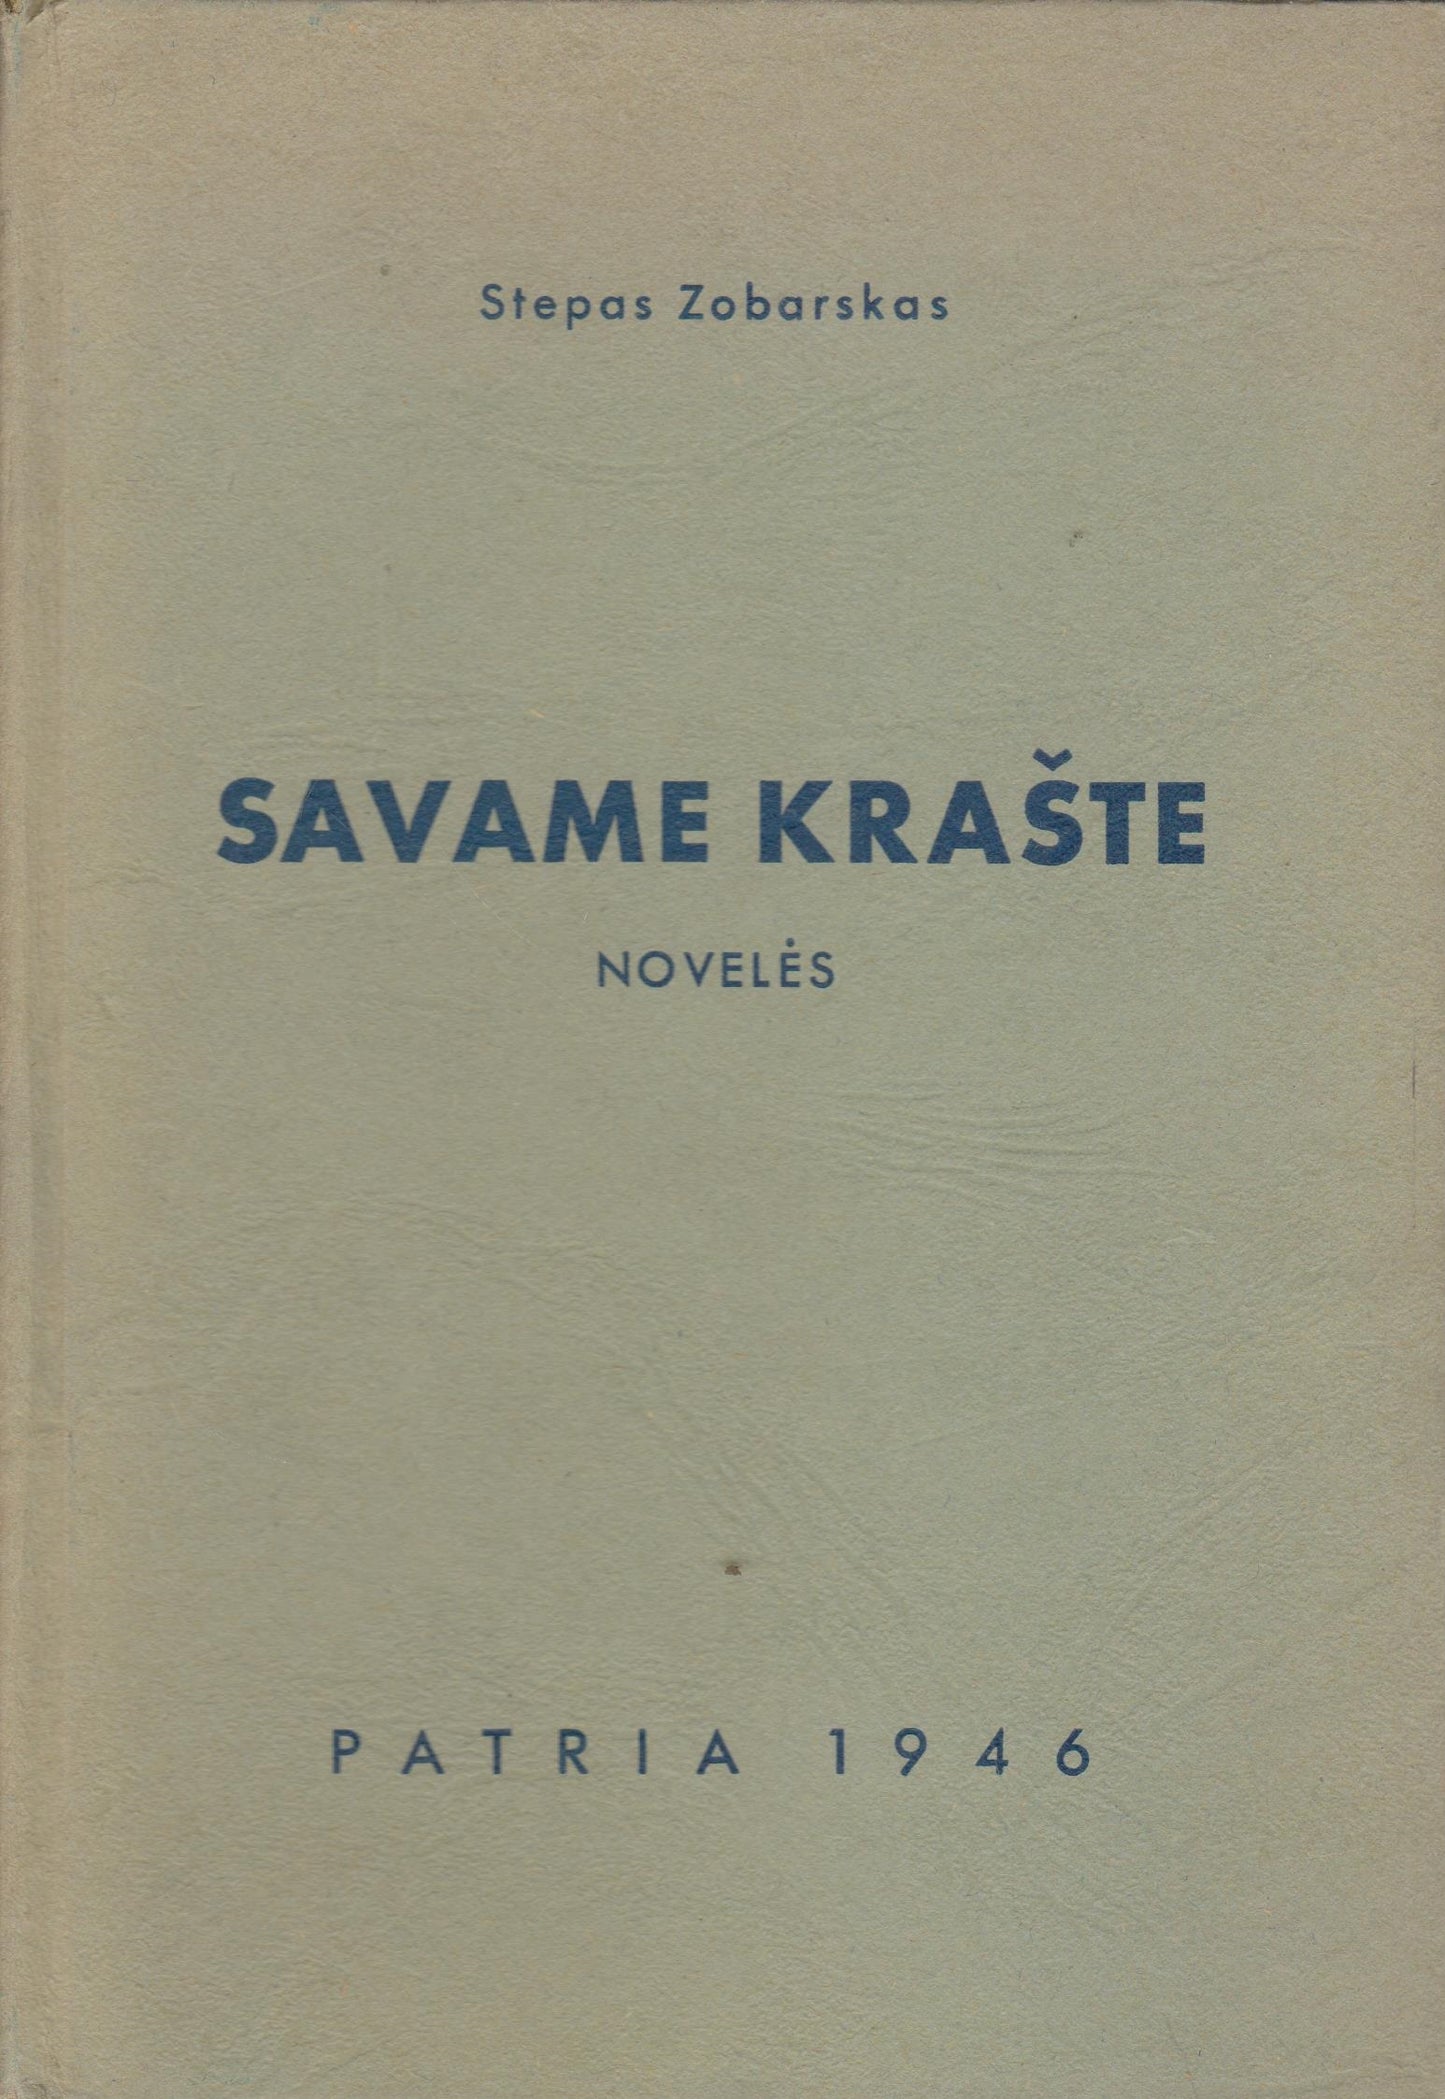 Stepas Zobarskas
SAVAME KRAŠTE
NOVELĖS
PATRIA 1946